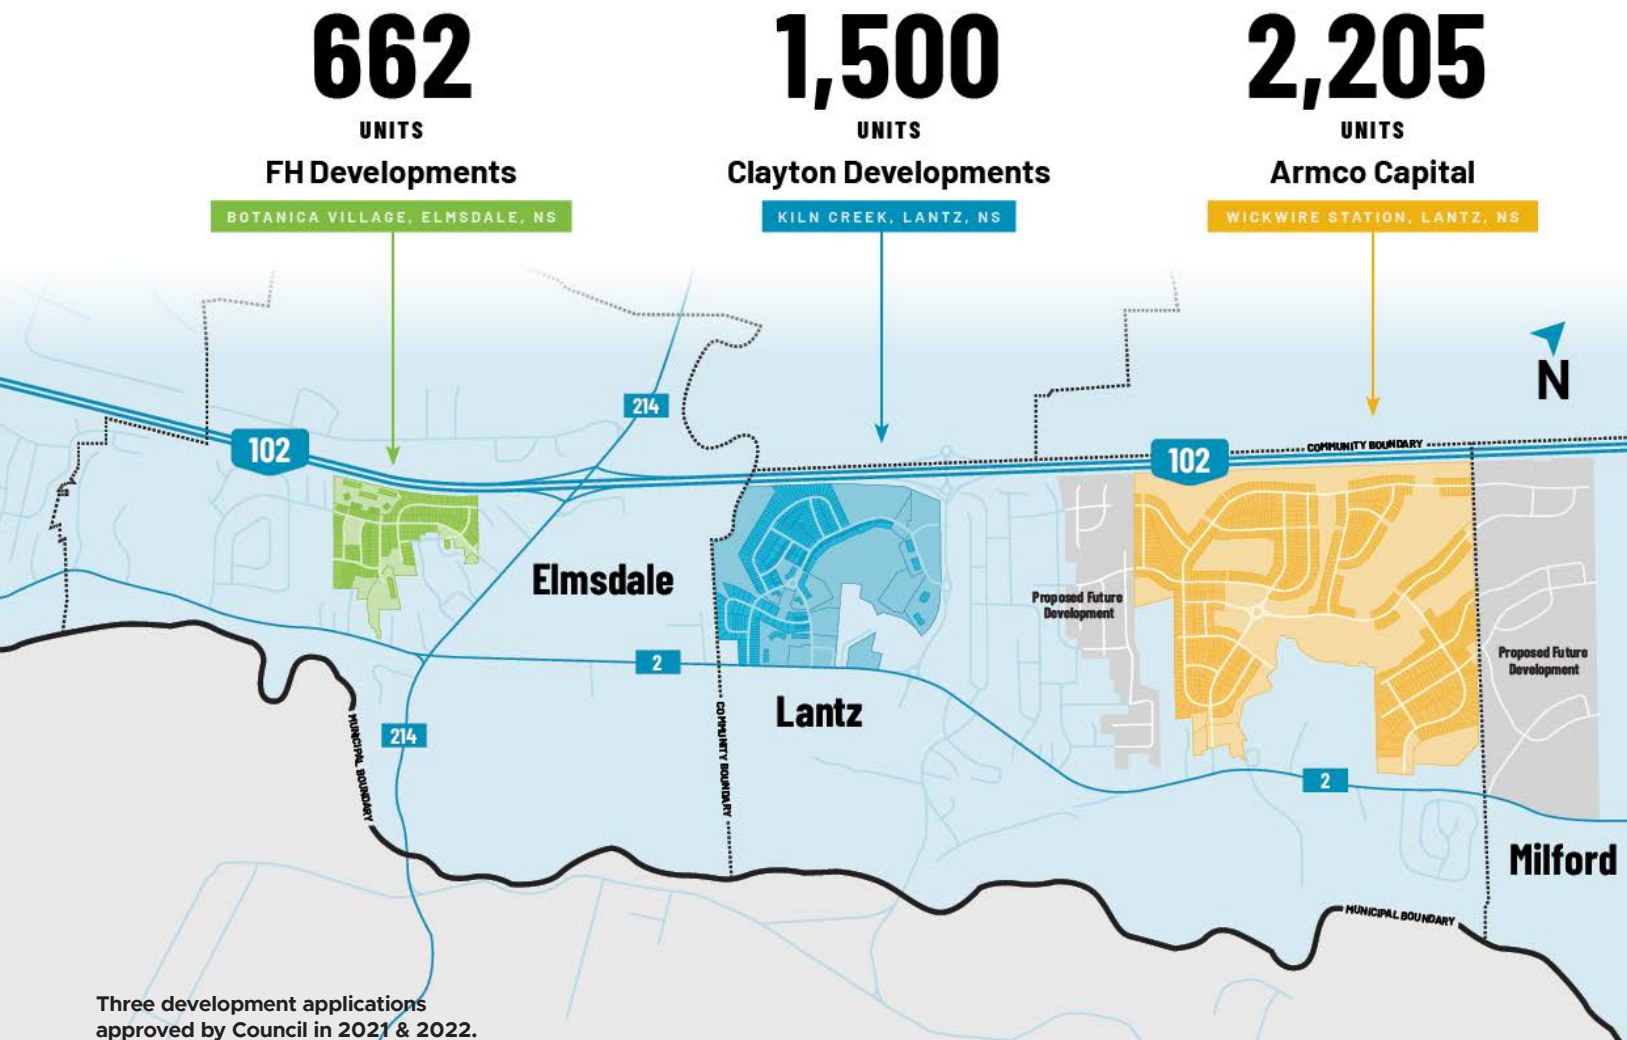 662
UNITS
FH Developments
BOTANICA VILLAGE, ELMSDALE, NS
1,500
UNITS
Clayton Developments
KILN CREEK, LANTZ, NS
2,205
UNITS
Armco Capital
WICKWIRE STATION, LANTZ, NS
N
214
102
COMMUNITY BOUNDARY
102
Elmsdale
Proposed Future
Development
Proposed Future
Development
2
Lantz
214
MUNICIPAL BOUNDARY
COMMUNITY BOUNDARY
2
Milford
MUNICIPAL BOUNDARY
Three development applications
approved by Council in 2021 & 2022.